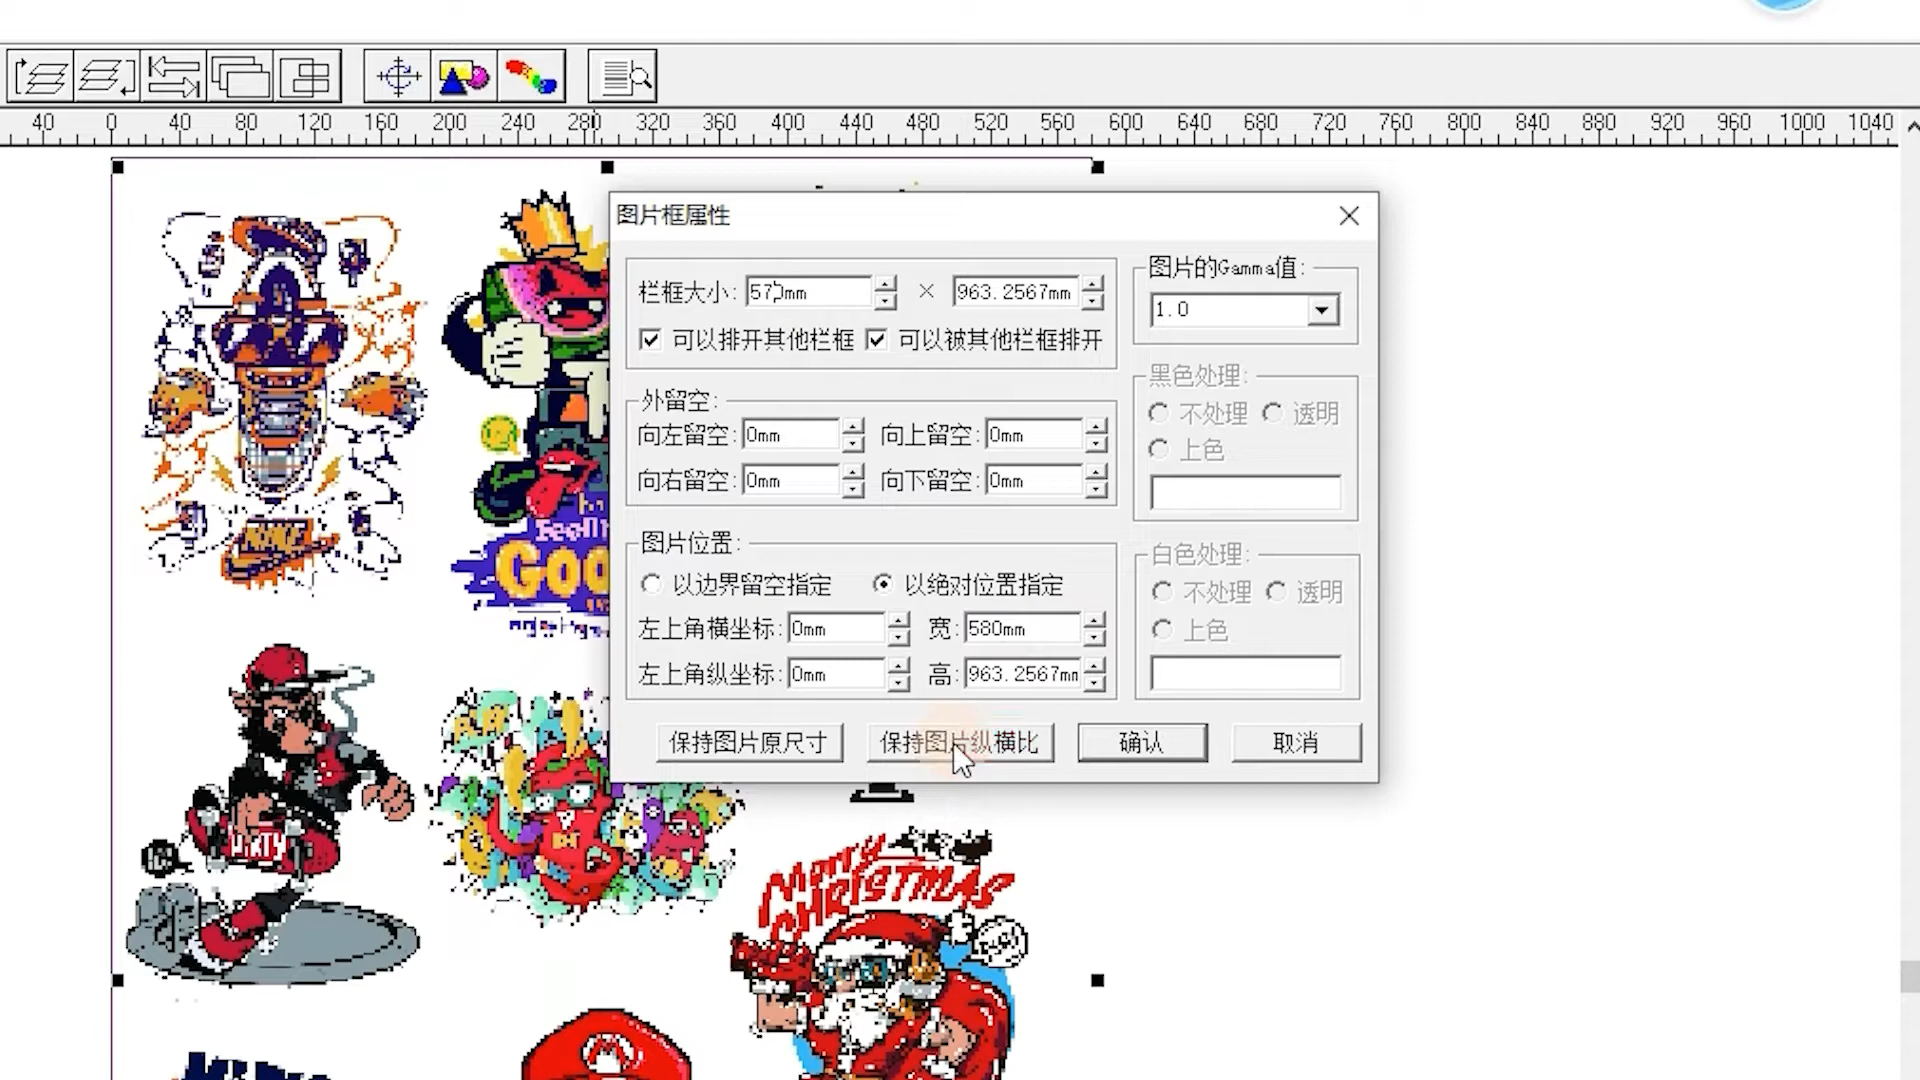 40 0 40 80 120 160 200 240 280 320 360 400 440 480 520 560 600 640 680 720 760 800 840 880 920 960 1000 1040
图片框属性
栏框大小: 570mm × 963.2567mm
可以排开其他栏框 可以被其他栏框排开
外留空:
向左留空: 0mm 向上留空: 0mm
向右留空: 0mm 向下留空: 0mm
图片位置:
以边界留空指定 以绝对位置指定
左上角横坐标: 0mm 宽: 580mm
左上角纵坐标: 0mm 高: 963.2567mm
图片的Gamma值:
1.0
黑色处理:
不处理 透明
上色
白色处理:
不处理 透明
上色
保持图片原尺寸 保持图片纵横比 确认 取消
GOO
Merry
CHRISTMAS